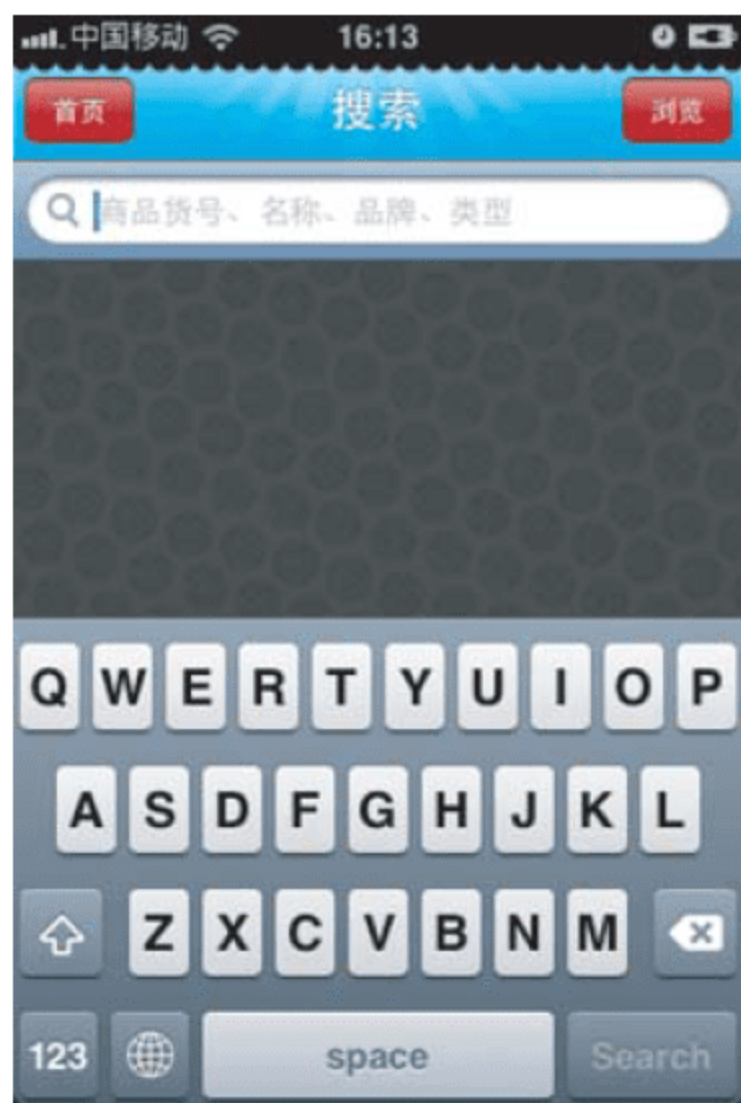 中国移动 16:13
首页 搜索 浏览
商品货号、名称、品牌、类型
Q W E R T Y U I O P
A S D F G H J K L
Z X C V B N M
123 space Search